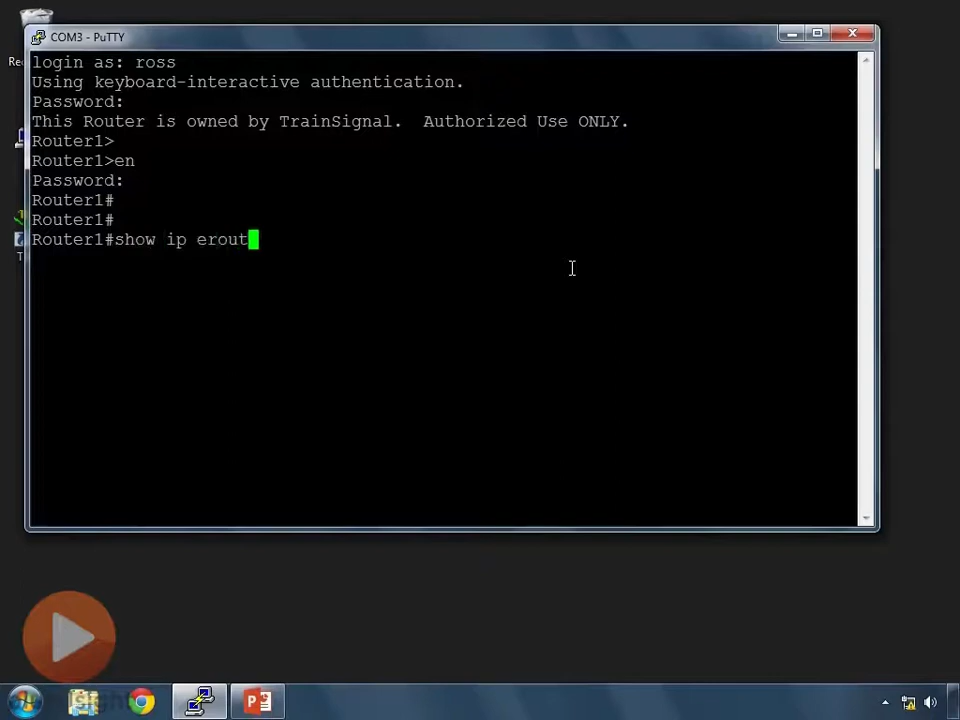 COM3 - PuTTY
login as: ross
Using keyboard-interactive authentication.
Password:
This Router is owned by TrainSignal.  Authorized Use ONLY.
Router1>
Router1>en
Password:
Router1#
Router1#
Router1#show ip erout